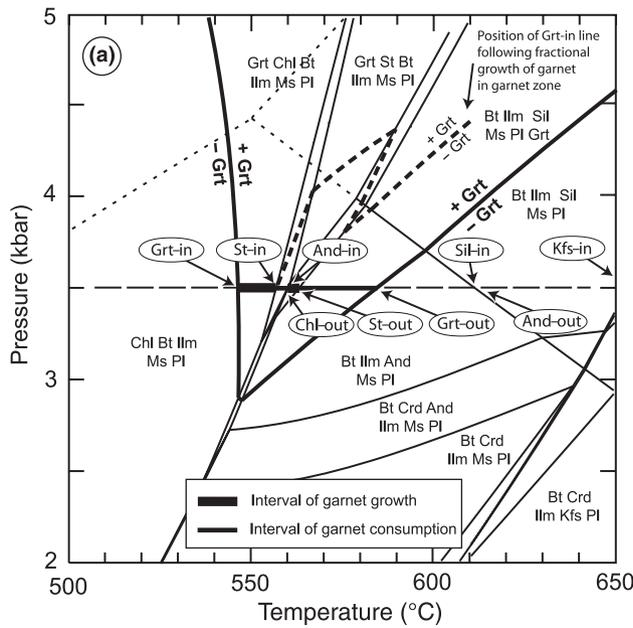 5
4
3
2
Pressure (kbar)
(a)
Grt Chl Bt
Ilm Ms Pl
Grt St Bt
Ilm Ms Pl
Position of Grt-in line
following fractional
growth of garnet
in garnet zone
+ Grt
– Grt
Bt Ilm Sil
Ms Pl Grt
– Grt
+ Grt
+ Grt
– Grt
Bt Ilm Sil
Ms Pl
Grt–in
St–in
And–in
Sil–in
Kfs–in
Chl–out
St–out
Grt–out
And–out
Chl Bt Ilm
Ms Pl
Bt Ilm And
Ms Pl
Bt Crd And
Ilm Ms Pl
Bt Crd
Ilm Ms Pl
Bt Crd
Ilm Kfs Pl
Interval of garnet growth
Interval of garnet consumption
500
550
600
650
Temperature (°C)